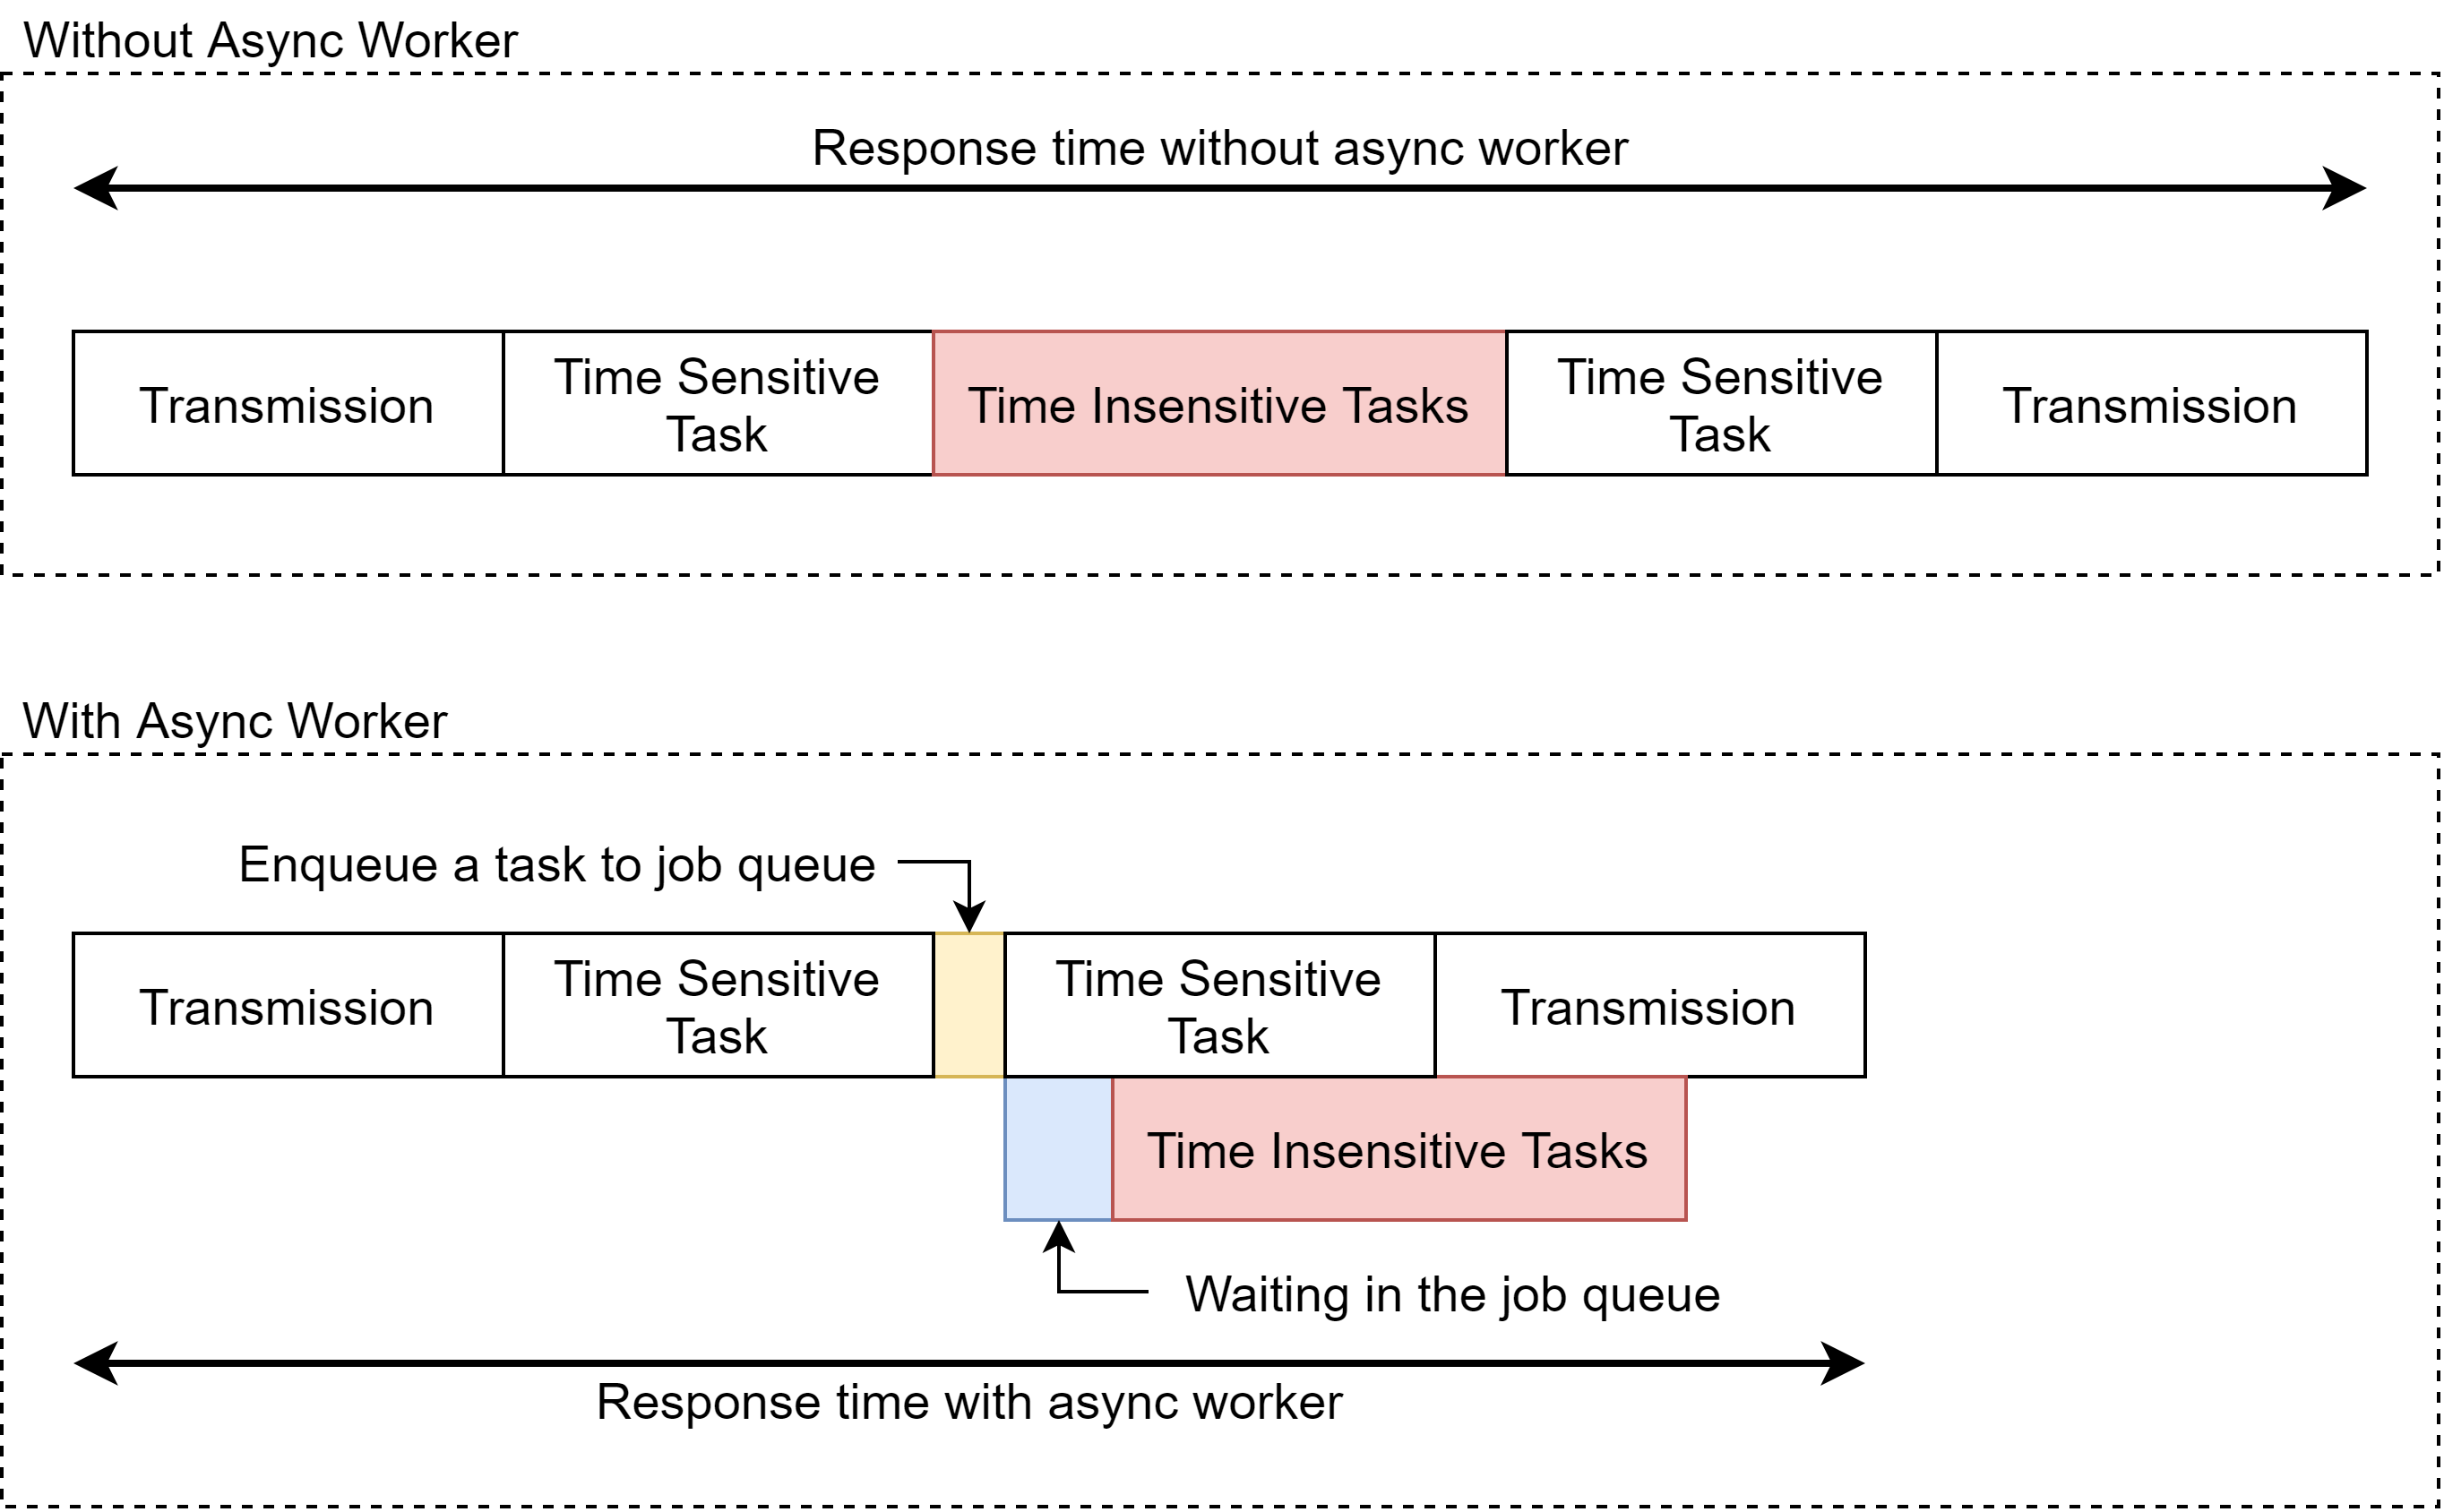 Without Async Worker
Response time without async worker
Transmission
Time Sensitive
Task
Time Insensitive Tasks
Time Sensitive
Task
Transmission
With Async Worker
Enqueue a task to job queue
Transmission
Time Sensitive
Task
Time Sensitive
Task
Transmission
Time Insensitive Tasks
Waiting in the job queue
Response time with async worker